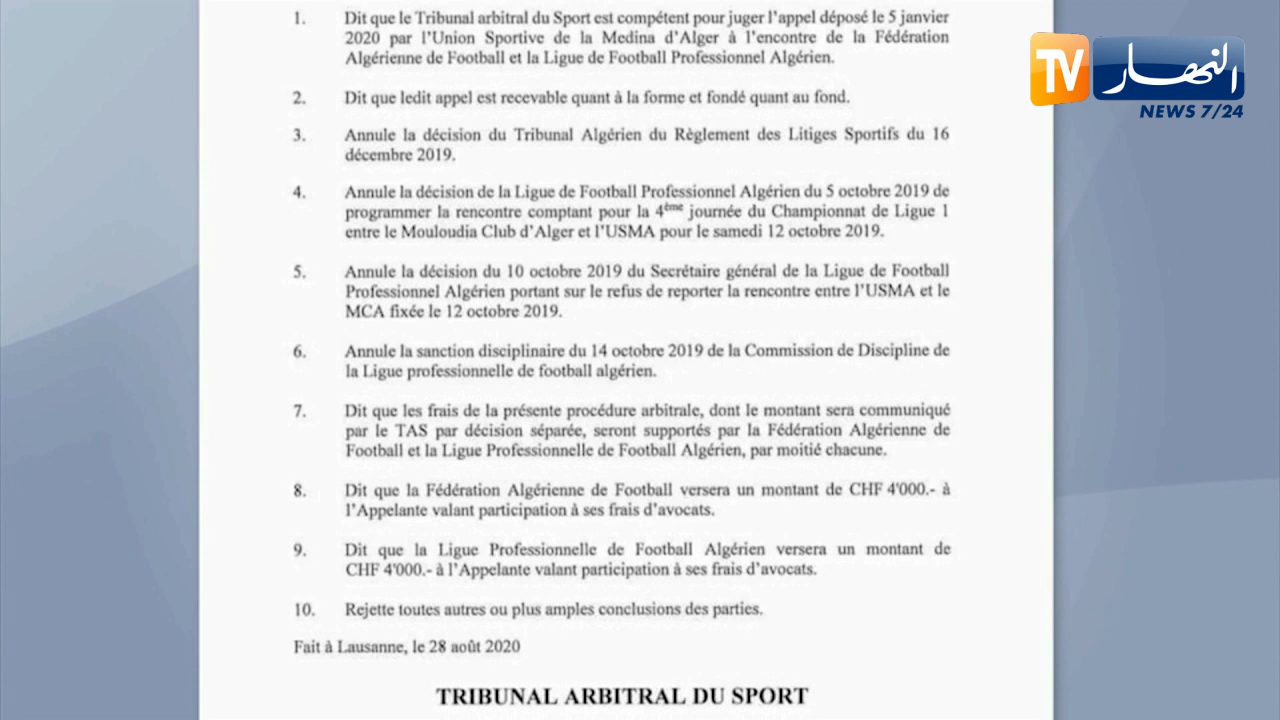 1. Dit que le Tribunal arbitral du Sport est compétent pour juger l'appel déposé le 5 janvier
2020 par l'Union Sportive de la Medina d'Alger à l'encontre de la Fédération
Algérienne de Football et la Ligue de Football Professionnel Algérien.
2. Dit que ledit appel est recevable quant à la forme et fondé quant au fond.
3. Annule la décision du Tribunal Algérien du Règlement des Litiges Sportifs du 16
décembre 2019.
4. Annule la décision de la Ligue de Football Professionnel Algérien du 5 octobre 2019 de
programmer la rencontre comptant pour la 4ème journée du Championnat de Ligue 1
entre le Mouloudia Club d'Alger et l'USMA pour le samedi 12 octobre 2019.
5. Annule la décision du 10 octobre 2019 du Secrétaire général de la Ligue de Football
Professionnel Algérien portant sur le refus de reporter la rencontre entre l'USMA et le
MCA fixée le 12 octobre 2019.
6. Annule la sanction disciplinaire du 14 octobre 2019 de la Commission de Discipline de
la Ligue professionnelle de football algérien.
7. Dit que les frais de la présente procédure arbitrale, dont le montant sera communiqué
par le TAS par décision séparée, seront supportés par la Fédération Algérienne de
Football et la Ligue Professionnelle de Football Algérien, par moitié chacune.
8. Dit que la Fédération Algérienne de Football versera un montant de CHF 4'000.- à
l'Appelante valant participation à ses frais d'avocats.
9. Dit que la Ligue Professionnelle de Football Algérien versera un montant de
CHF 4'000.- à l'Appelante valant participation à ses frais d'avocats.
10. Rejette toutes autres ou plus amples conclusions des parties.
Fait à Lausanne, le 28 août 2020
TRIBUNAL ARBITRAL DU SPORT
TV النهار
NEWS 7/24